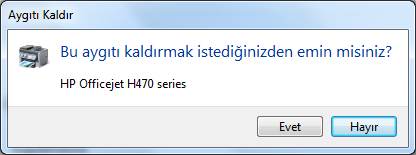 Aygıtı Kaldır
Bu aygıtı kaldırmak istediğinizden emin misiniz?
HP Officejet H470 series
Evet
Hayır